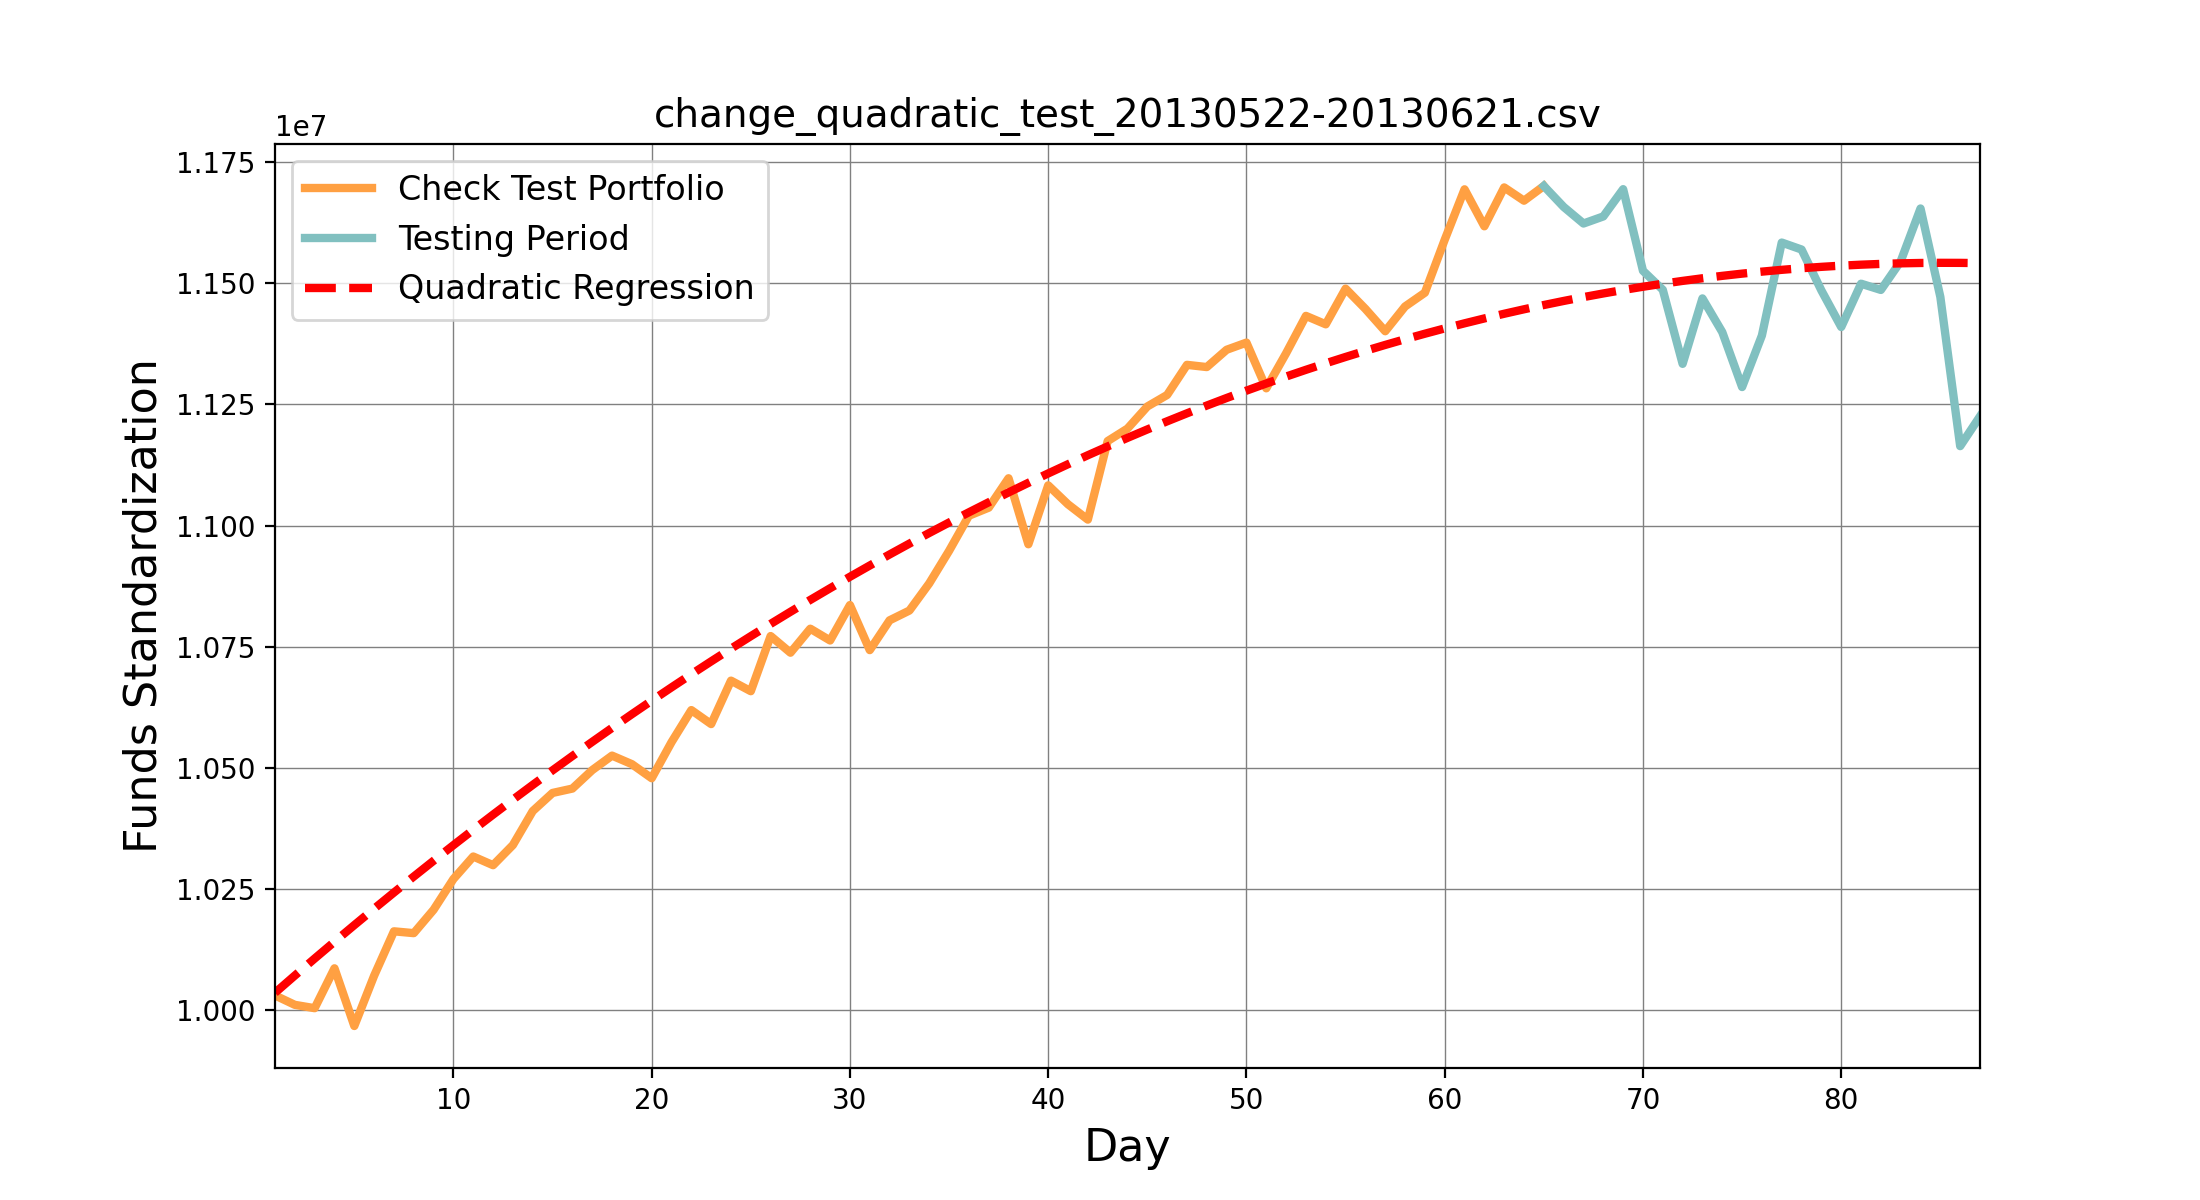 change_quadratic_test_20130522-20130621.csv
1e7
1.175
1.150
1.125
1.100
1.075
1.050
1.025
1.000
Funds Standardization
Check Test Portfolio
Testing Period
Quadratic Regression
10 20 30 40 50 60 70 80
Day